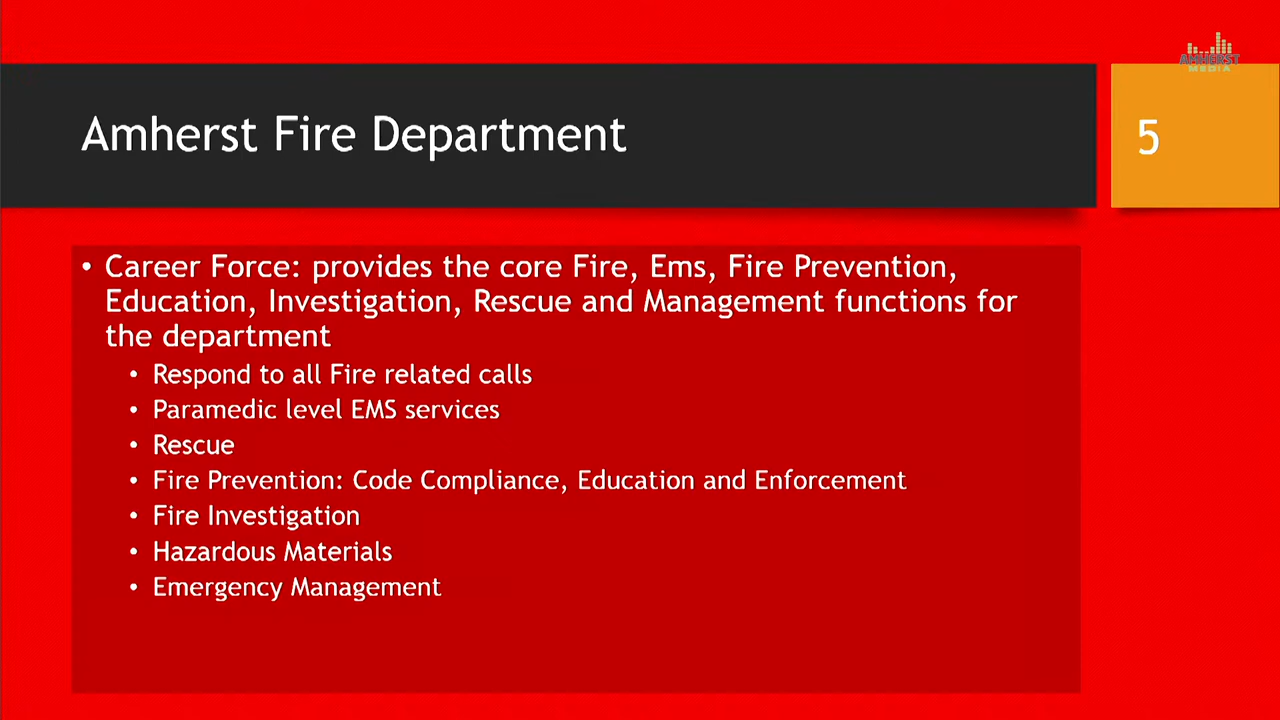 AMHERST
MEDIA
Amherst Fire Department
5
• Career Force: provides the core Fire, Ems, Fire Prevention,
Education, Investigation, Rescue and Management functions for
the department
• Respond to all Fire related calls
• Paramedic level EMS services
• Rescue
• Fire Prevention: Code Compliance, Education and Enforcement
• Fire Investigation
• Hazardous Materials
• Emergency Management